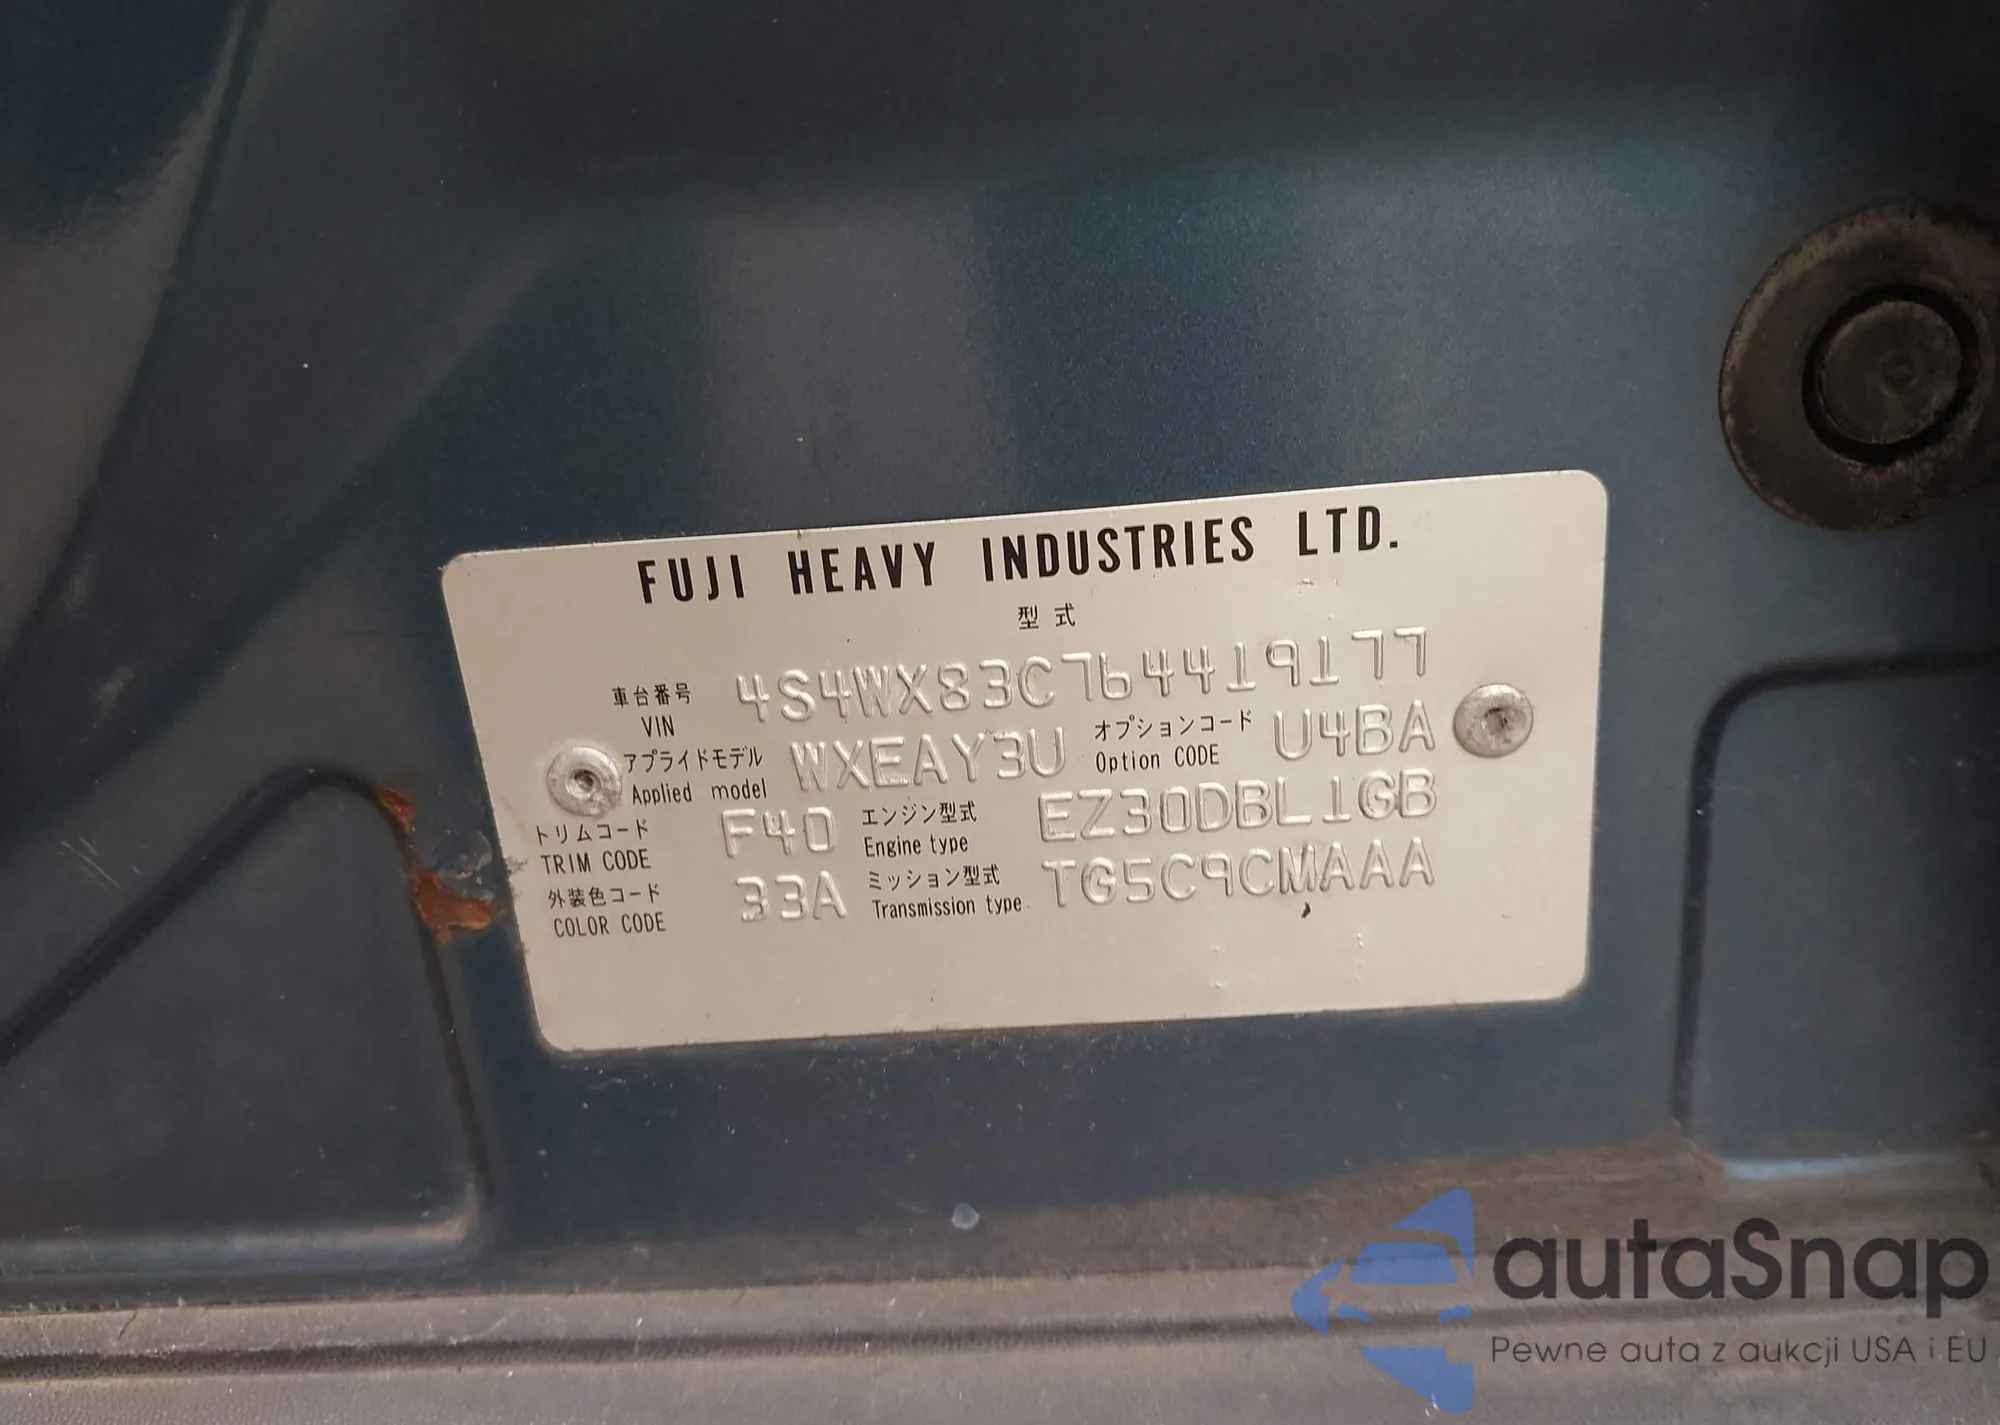 FUJI HEAVY INDUSTRIES LTD.
型式
車台番号 4S4WX83C764419177
VIN
アプライドモデル WXEAY3U オプションコード U4BA
Applied model Option CODE
トリムコード F40 エンジン型式 EZ30DBL1GB
TRIM CODE Engine type
外装色コード 33A ミッション型式 TG5C9CMAAA
COLOR CODE Transmission type
autaSnap
Pewne auta z aukcji USA i EU